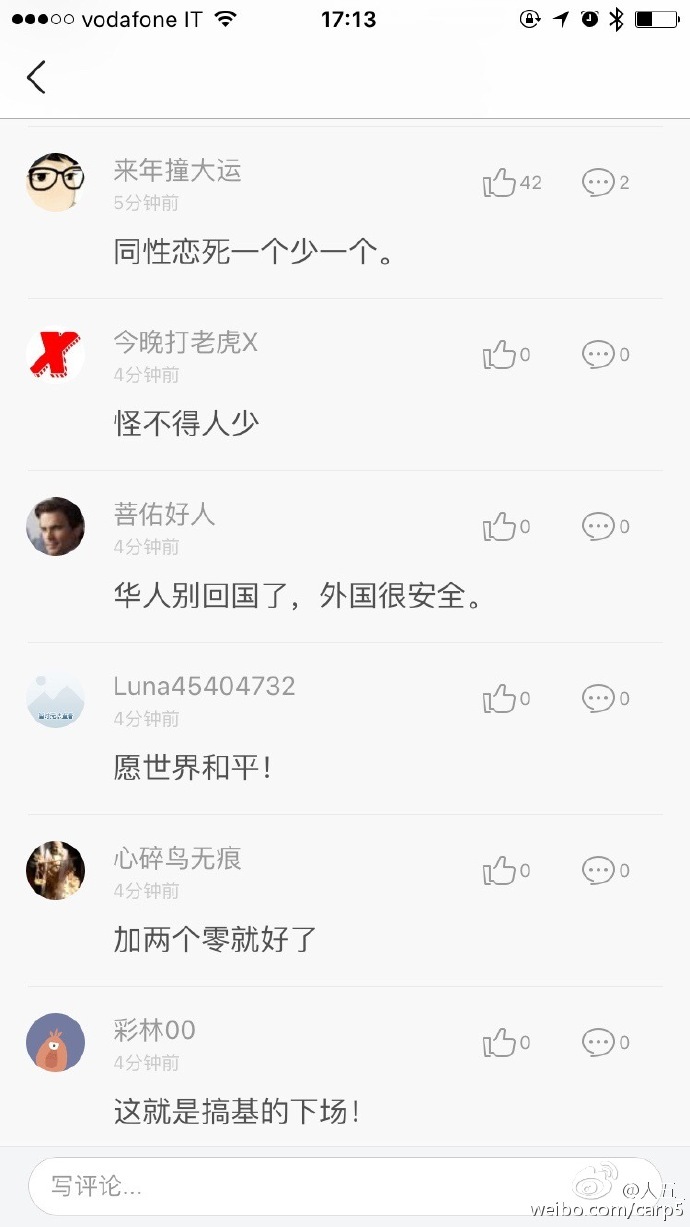 vodafone IT
17:13
来年撞大运
42
2
5分钟前
同性恋死一个少一个。
今晚打老虎X
0
0
4分钟前
怪不得人少
菩佑好人
0
0
4分钟前
华人别回国了，外国很安全。
Luna45404732
0
0
4分钟前
愿世界和平！
心碎鸟无痕
0
0
4分钟前
加两个零就好了
彩林00
0
0
4分钟前
这就是搞基的下场！
写评论...
weibo.com/carp5